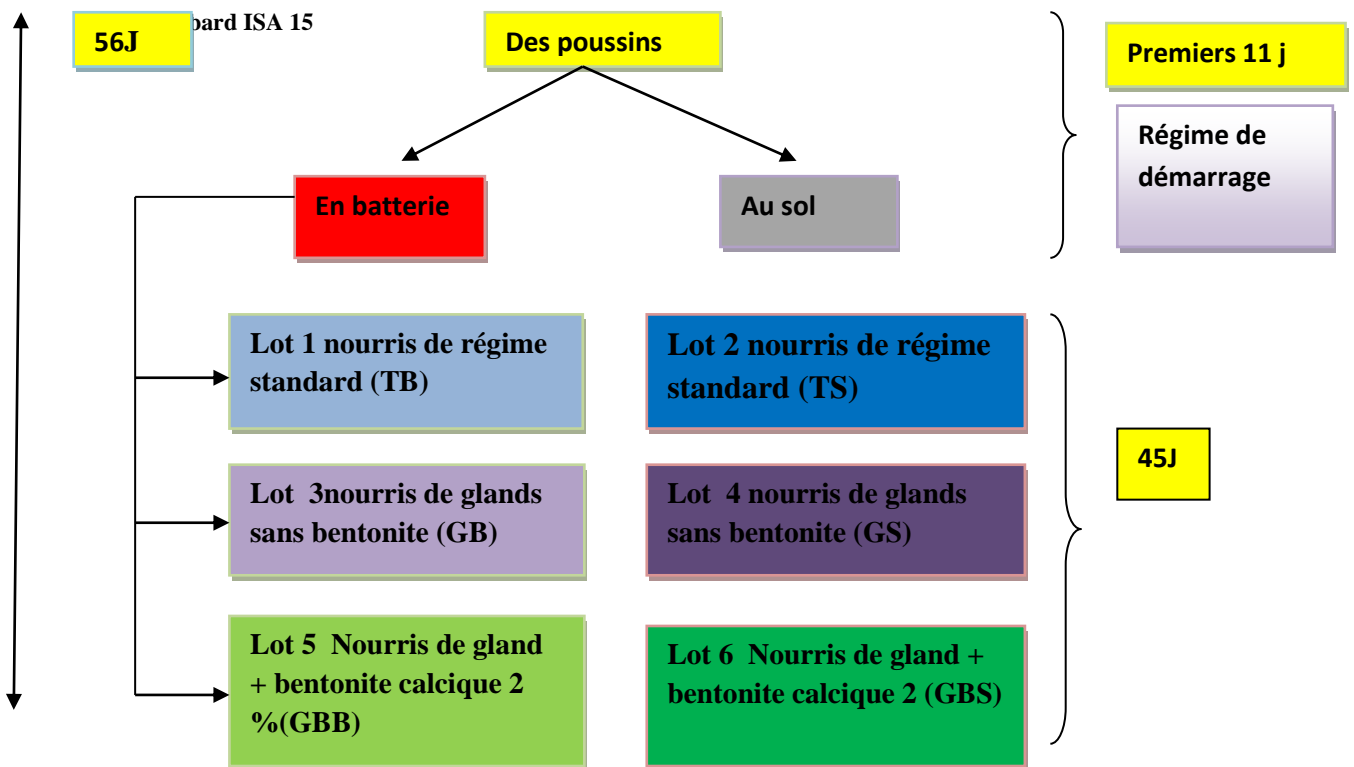 56J
ISA 15
Des poussins
Premiers 11 j
Régime de
démarrage
En batterie
Au sol
Lot 1 nourris de régime
standard (TB)
Lot 2 nourris de régime
standard (TS)
45J
Lot 3nourris de glands
sans bentonite (GB)
Lot 4 nourris de glands
sans bentonite (GS)
Lot 5 Nourris de gland
+ bentonite calcique 2
%(GBB)
Lot 6 Nourris de gland +
bentonite calcique 2 (GBS)